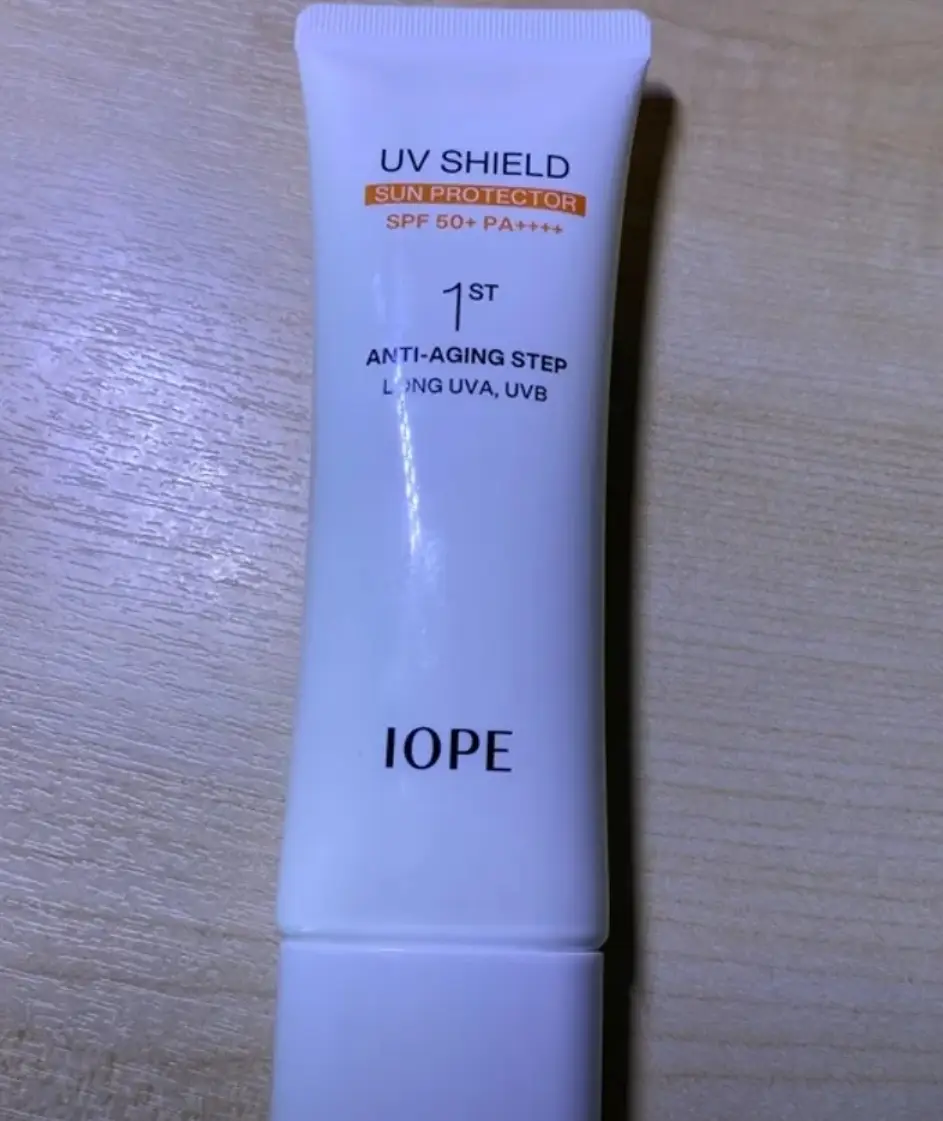 UV SHIELD
SUN PROTECTOR
SPF 50+ PA++++
1ST
ANTI-AGING STEP
LONG UVA, UVB
IOPE